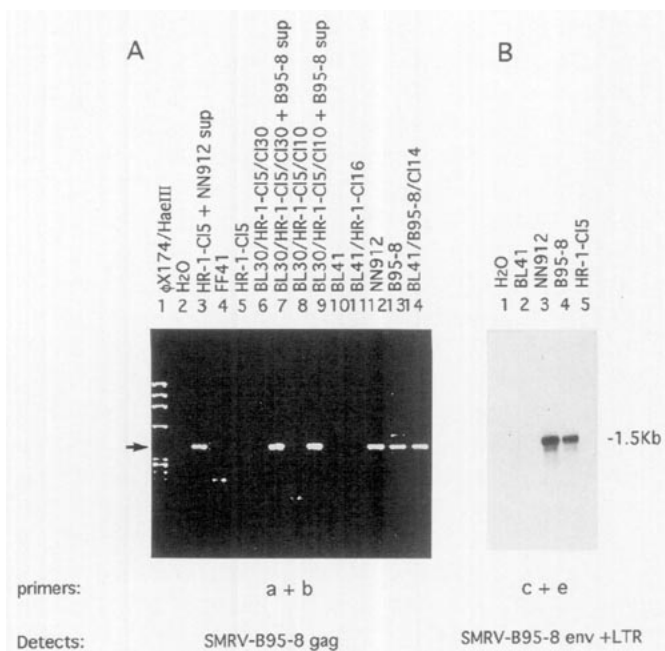 A
B
φX174/HaeIII
H2O
HR-1-Cl5 + NN912 sup
FF41
HR-1-Cl5
BL30/HR-1-Cl5/Cl30
BL30/HR-1-Cl5/Cl30 + B95-8 sup
BL30/HR-1-Cl5/Cl10
BL30/HR-1-Cl5/Cl10 + B95-8 sup
BL41
BL41/HR-1-Cl16
NN912
B95-8
BL41/B95-8/Cl14
1 2 3 4 5 6 7 8 9 10 11 12 13 14
H2O
BL41
NN912
B95-8
HR-1-Cl5
1 2 3 4 5
-1.5Kb
primers: a + b c + e
Detects: SMRV-B95-8 gag SMRV-B95-8 env +LTR